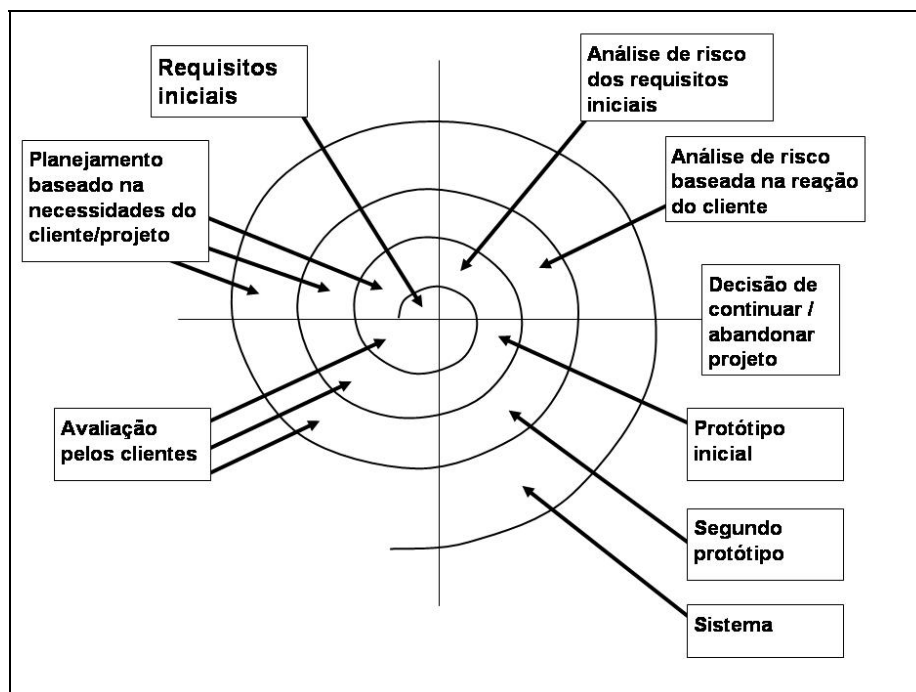 Requisitos
iniciais
Análise de risco
dos requisitos
iniciais
Planejamento
baseado na
necessidades do
cliente/projeto
Análise de risco
baseada na reação
do cliente
Decisão de
continuar /
abandonar
projeto
Avaliação
pelos clientes
Protótipo
inicial
Segundo
protótipo
Sistema